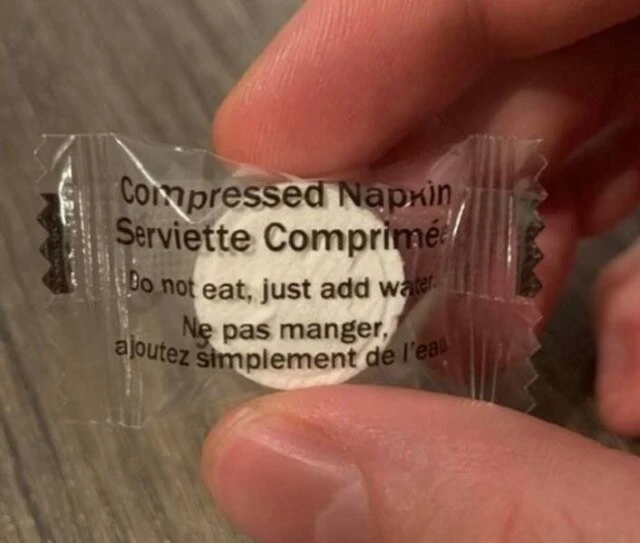 Compressed Napkin
Serviette Comprimée
Do not eat, just add water.
Ne pas manger,
ajoutez simplement de l'eau